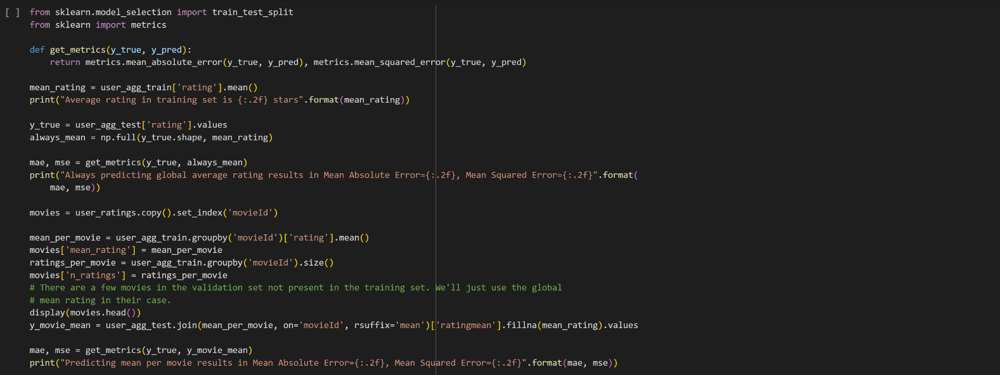 [ ] from sklearn.model_selection import train_test_split
from sklearn import metrics
def get_metrics(y_true, y_pred):
    return metrics.mean_absolute_error(y_true, y_pred), metrics.mean_squared_error(y_true, y_pred)
mean_rating = user_agg_train['rating'].mean()
print("Average rating in training set is {:.2f} stars".format(mean_rating))
y_true = user_agg_test['rating'].values
always_mean = np.full(y_true.shape, mean_rating)
mae, mse = get_metrics(y_true, always_mean)
print("Always predicting global average rating results in Mean Absolute Error={:.2f}, Mean Squared Error={:.2f}".format(
    mae, mse))
movies = user_ratings.copy().set_index('movieId')
mean_per_movie = user_agg_train.groupby('movieId')['rating'].mean()
movies['mean_rating'] = mean_per_movie
ratings_per_movie = user_agg_train.groupby('movieId').size()
movies['n_ratings'] = ratings_per_movie
# There are a few movies in the validation set not present in the training set. We'll just use the global
# mean rating in their case.
display(movies.head())
y_movie_mean = user_agg_test.join(mean_per_movie, on='movieId', rsuffix='mean')['ratingmean'].fillna(mean_rating).values
mae, mse = get_metrics(y_true, y_movie_mean)
print("Predicting mean per movie results in Mean Absolute Error={:.2f}, Mean Squared Error={:.2f}".format(mae, mse))